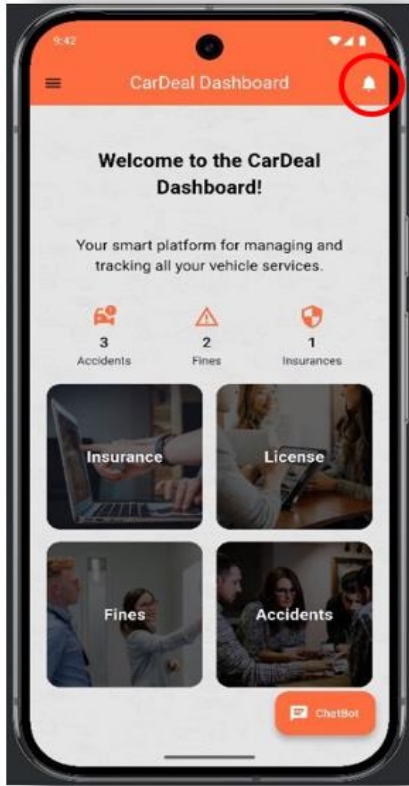 9:42
CarDeal Dashboard
Welcome to the CarDeal
Dashboard!
Your smart platform for managing and
tracking all your vehicle services.
3 2 1
Accidents Fines Insurances
Insurance License
Fines Accidents
ChatBot